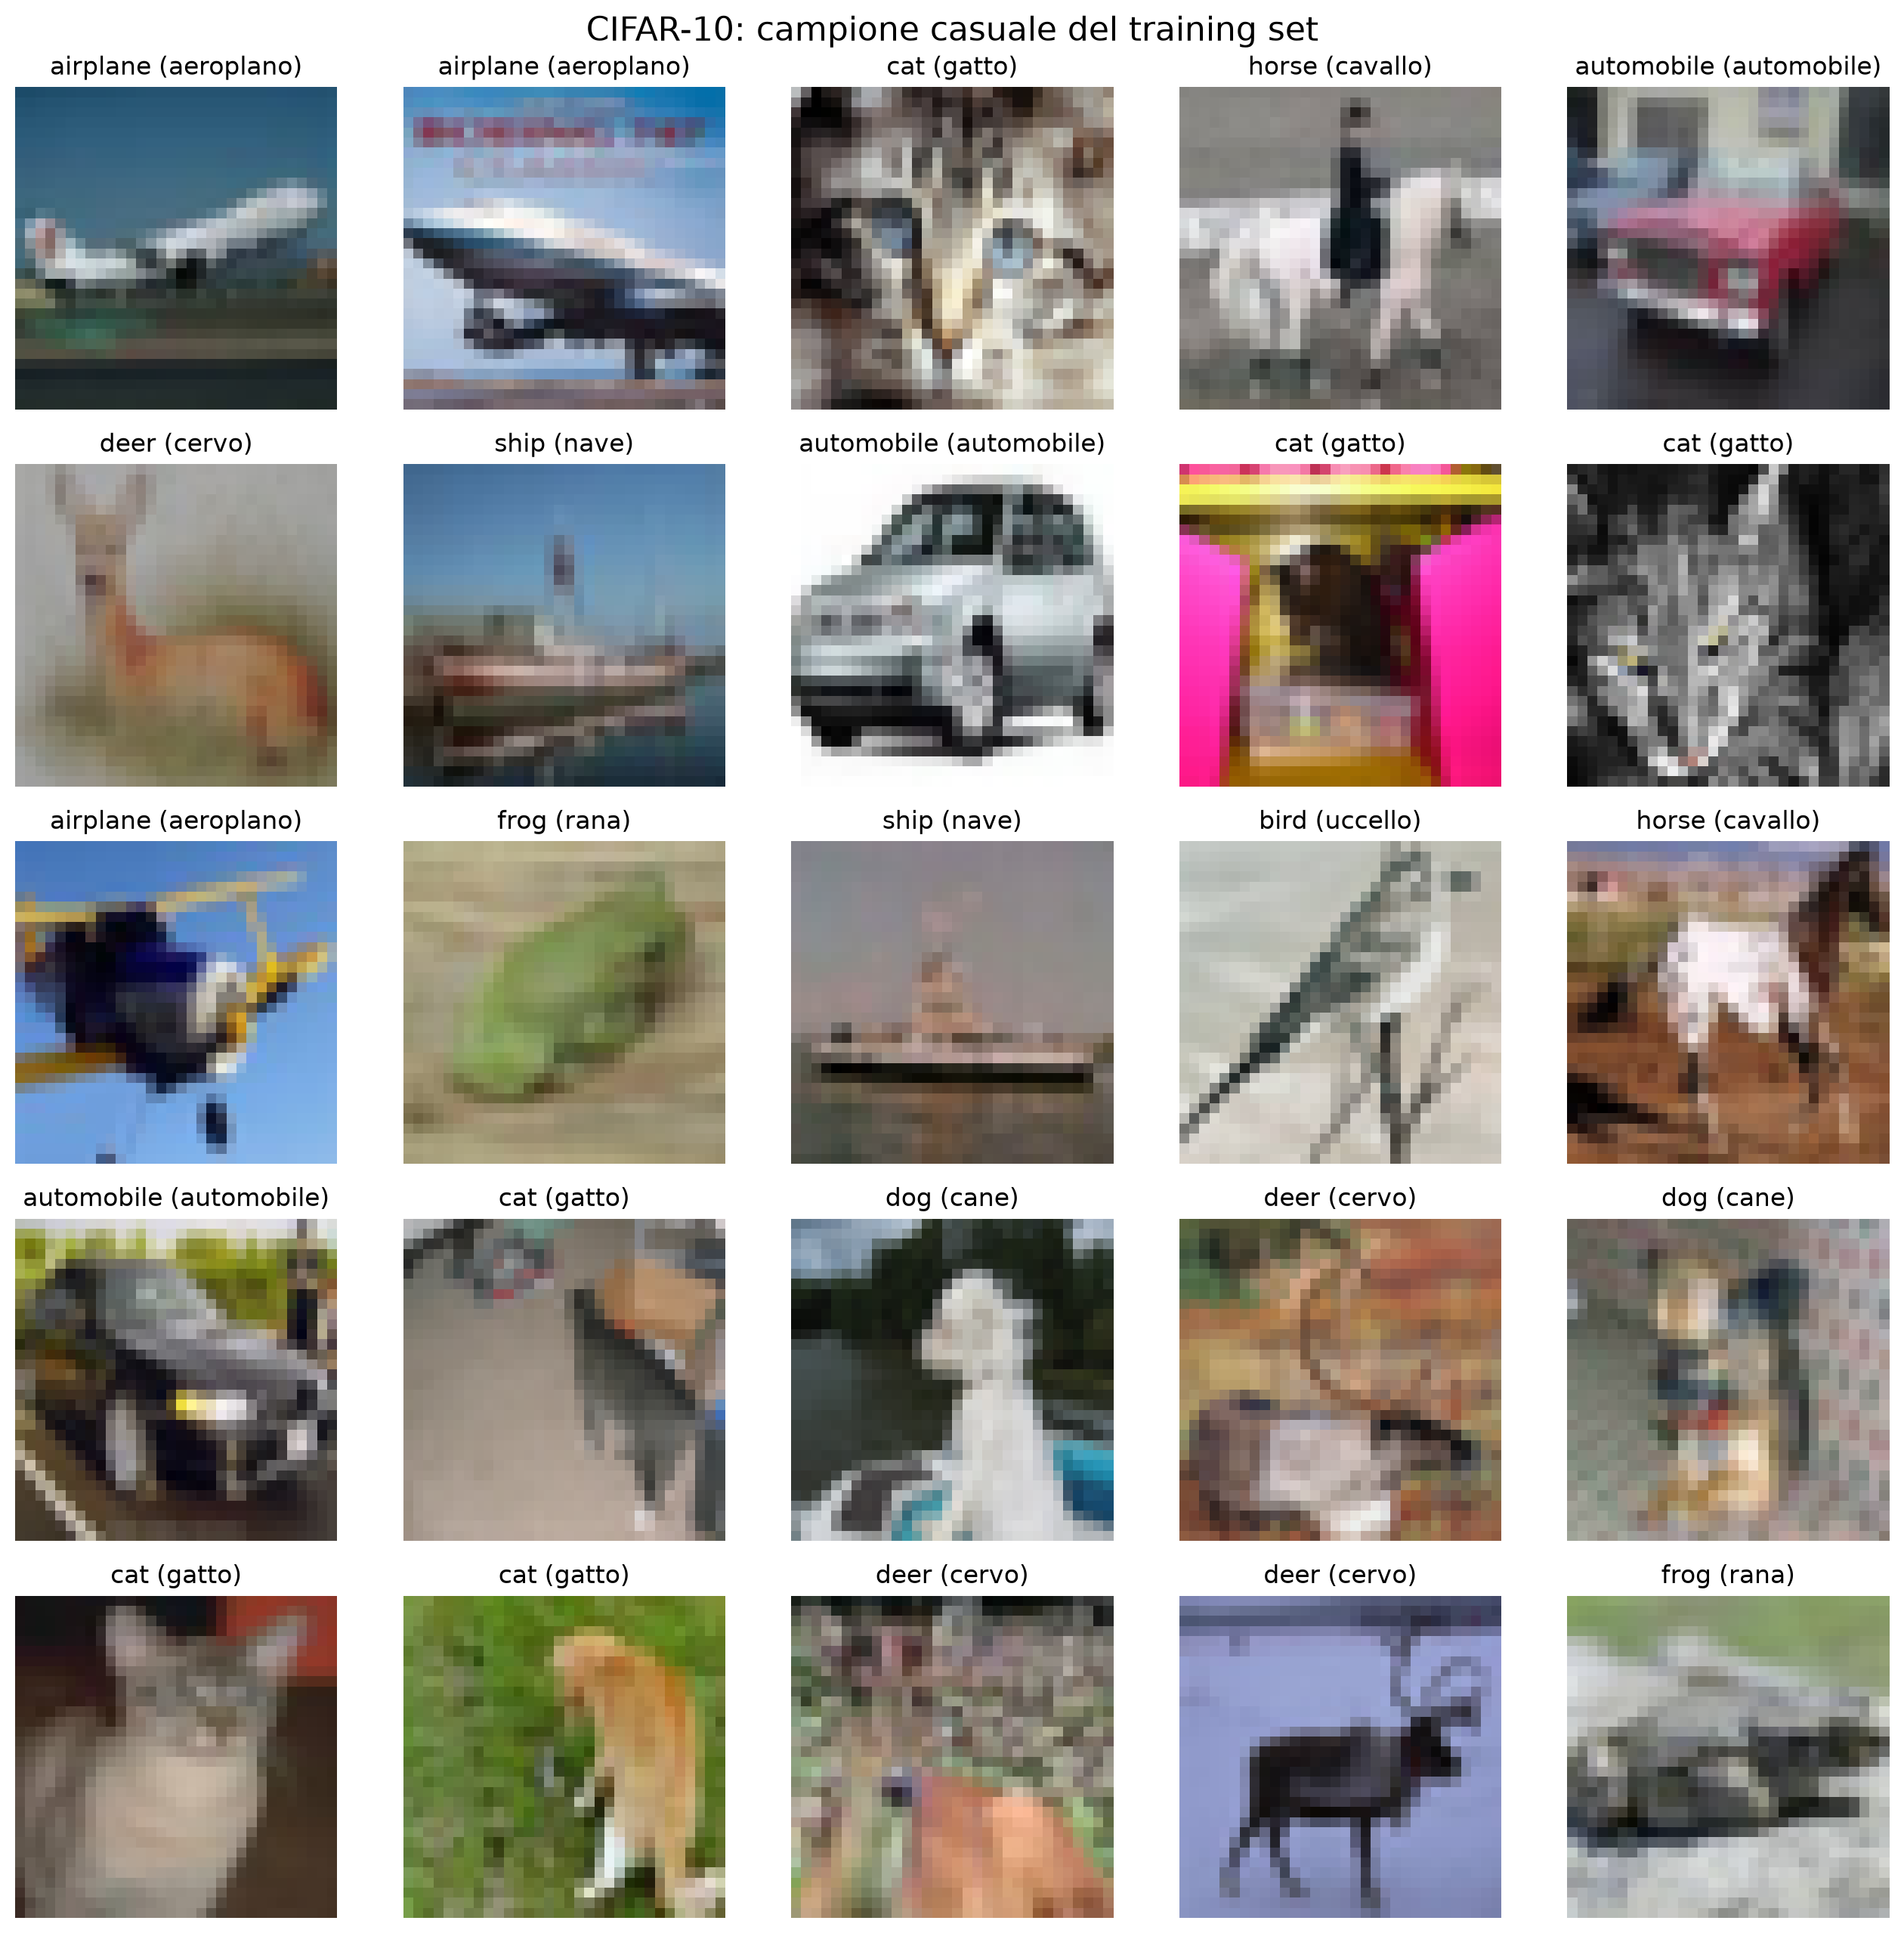 CIFAR-10: campione casuale del training set
airplane (aeroplano)
airplane (aeroplano)
cat (gatto)
horse (cavallo)
automobile (automobile)
deer (cervo)
ship (nave)
automobile (automobile)
cat (gatto)
cat (gatto)
airplane (aeroplano)
frog (rana)
ship (nave)
bird (uccello)
horse (cavallo)
automobile (automobile)
cat (gatto)
dog (cane)
deer (cervo)
dog (cane)
cat (gatto)
cat (gatto)
deer (cervo)
deer (cervo)
frog (rana)